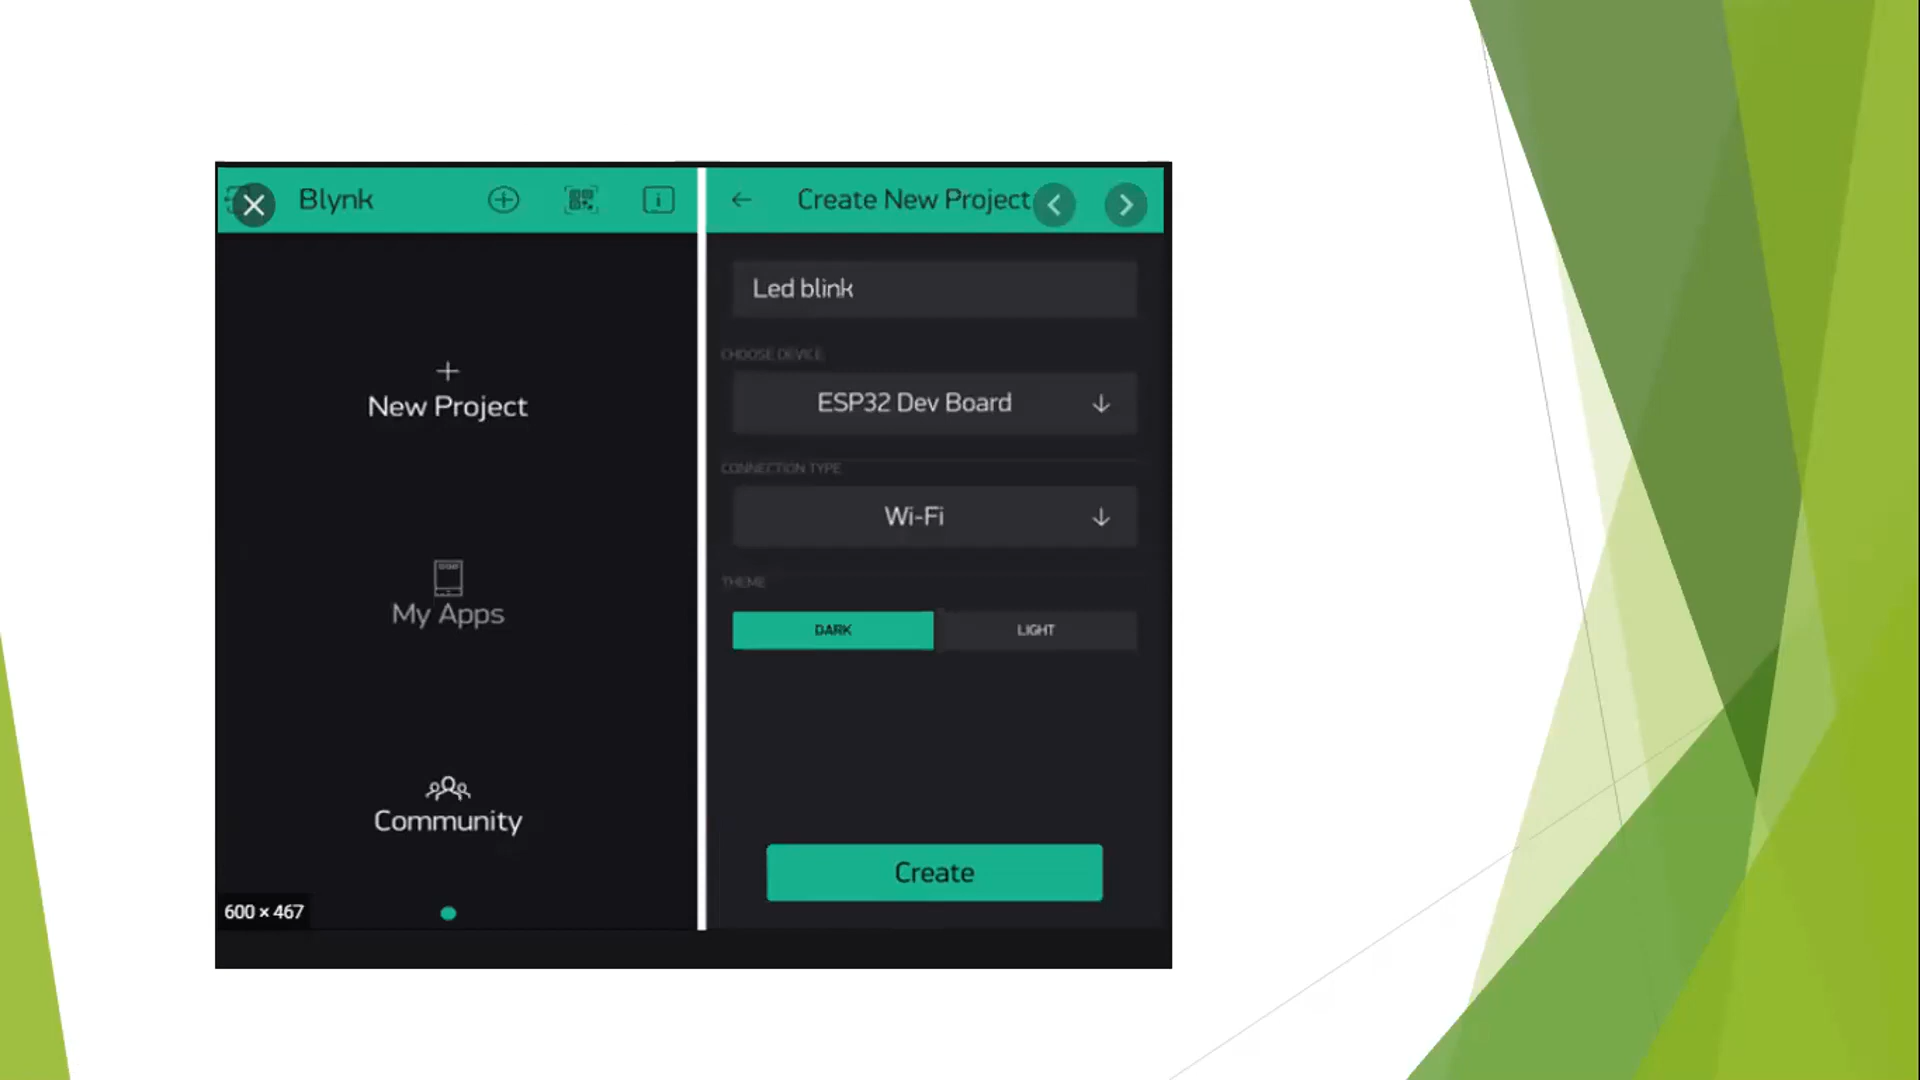 Blynk
New Project
My Apps
Community
600 × 467
Create New Project
Led blink
CHOOSE DEVICE
ESP32 Dev Board
CONNECTION TYPE
Wi-Fi
THEME
DARK
LIGHT
Create